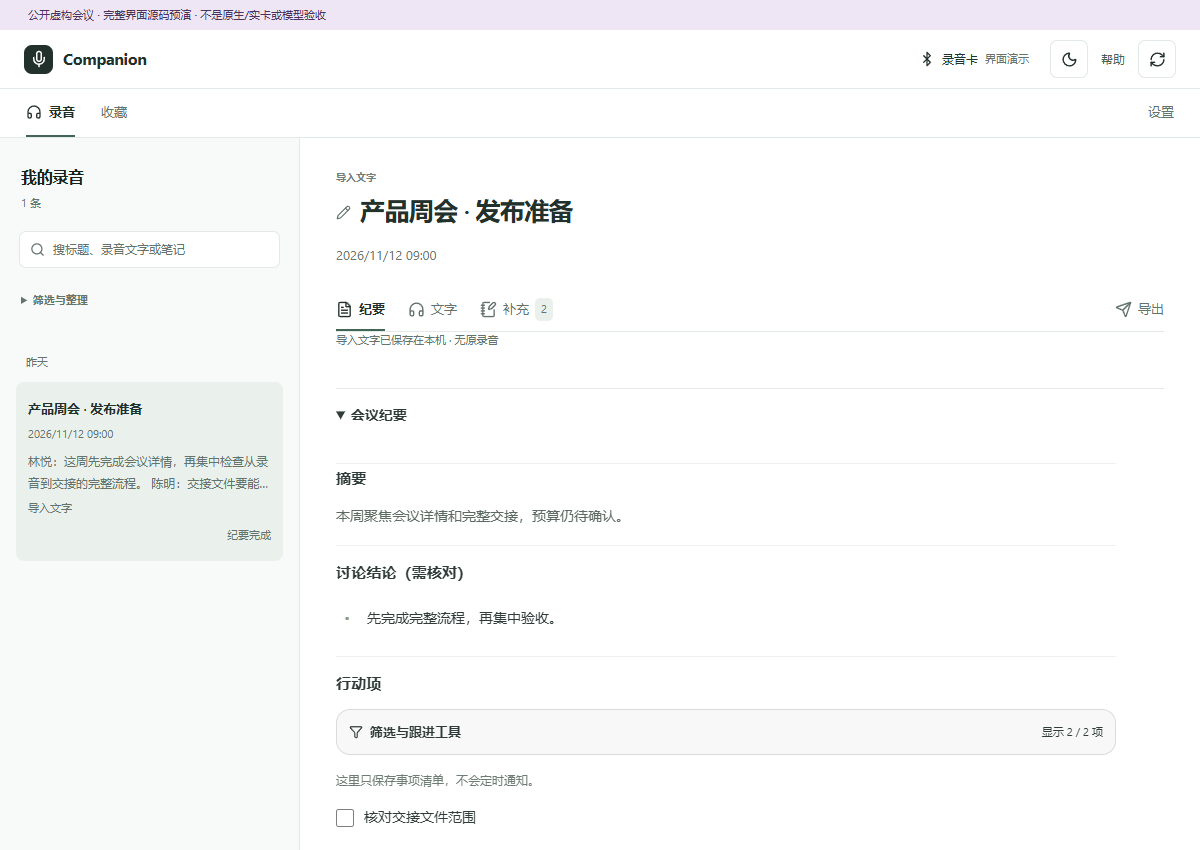 公开虚构会议 · 完整界面源码预演 · 不是原生/实卡或模型验收
Companion
录音卡 界面演示
帮助
录音
收藏
设置
我的录音
1 条
搜标题、录音文字或笔记
筛选与整理
昨天
产品周会 · 发布准备
2026/11/12 09:00
林悦：这周先完成会议详情，再集中检查从录
音到交接的完整流程。 陈明：交接文件要能...
导入文字
纪要完成
导入文字
产品周会 · 发布准备
2026/11/12 09:00
纪要
文字
补充 2
导出
导入文字已保存在本机 · 无原录音
会议纪要
摘要
本周聚焦会议详情和完整交接，预算仍待确认。
讨论结论（需核对）
• 先完成完整流程，再集中验收。
行动项
筛选与跟进工具
显示 2 / 2 项
这里只保存事项清单，不会定时通知。
核对交接文件范围